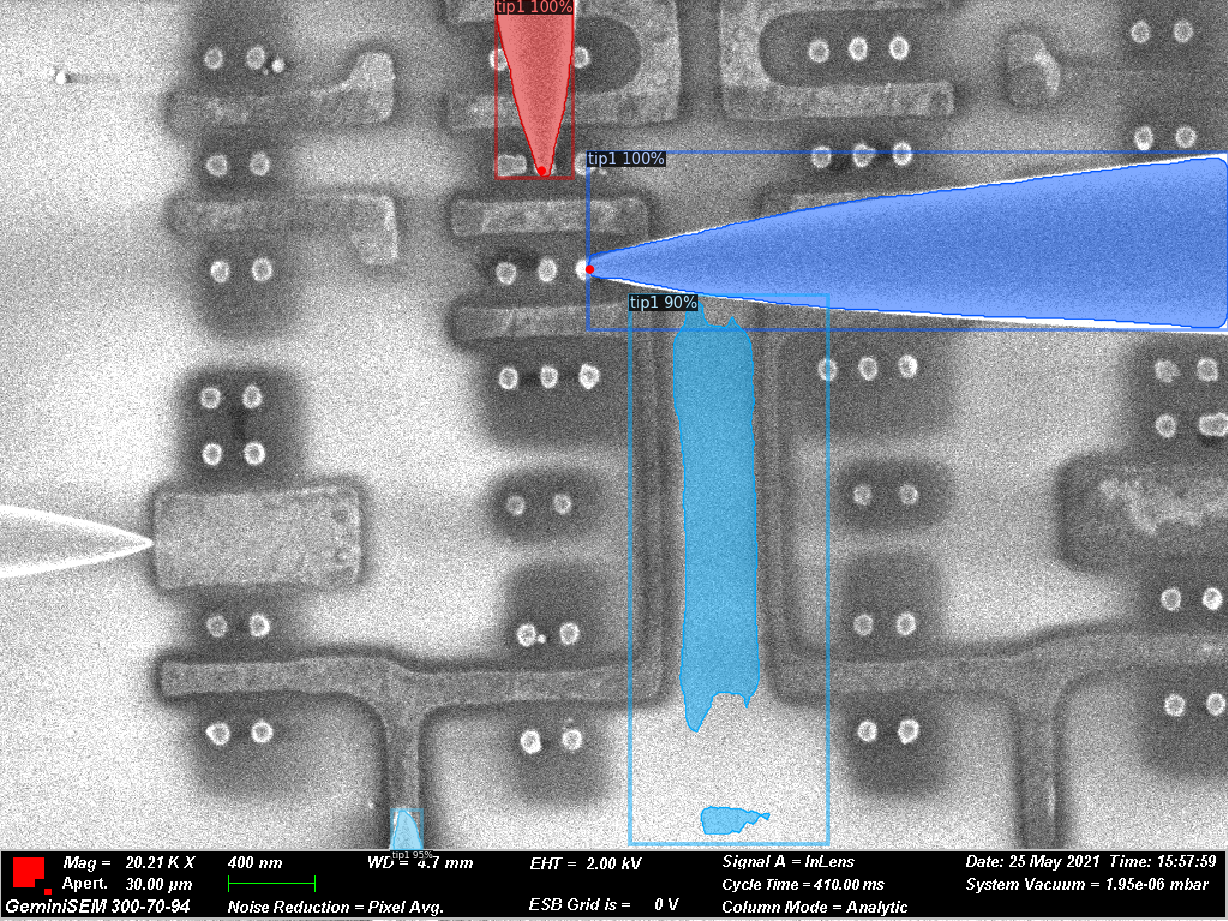 tip1 100%
tip1 100%
tip1 90%
tip1 95%
Mag = 20.21 K X
400 nm
WD = 4.7 mm
EHT = 2.00 kV
Signal A = InLens
Date: 25 May 2021 Time: 15:57:59
Apert. 30.00 µm
Cycle Time = 410.00 ms
System Vacuum = 1.95e-06 mbar
GeminiSEM 300-70-94
Noise Reduction = Pixel Avg.
ESB Grid is = 0 V
Column Mode = Analytic